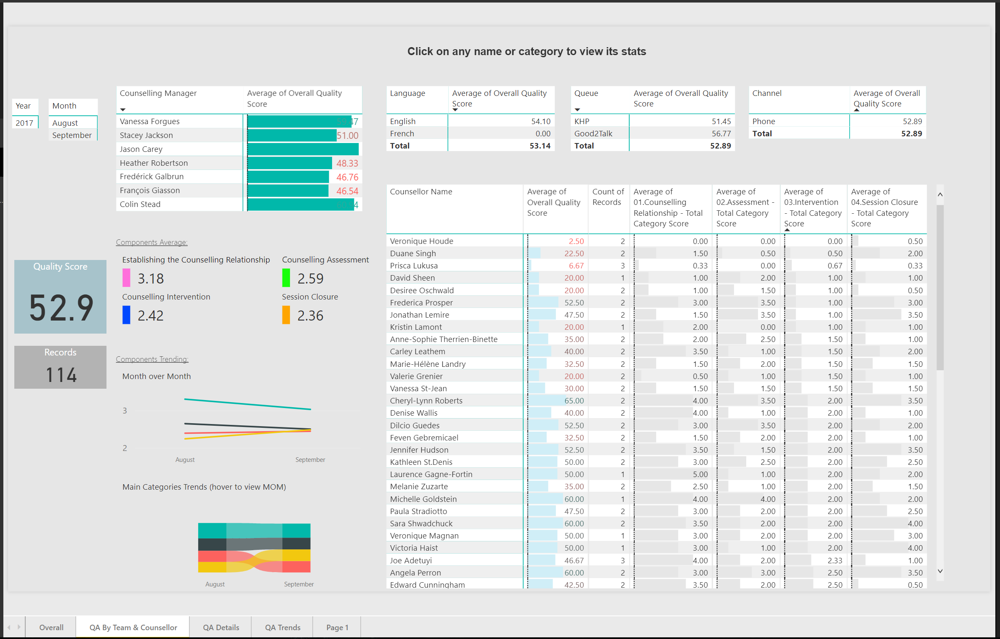 Click on any name or category to view its stats
Year
2017
Month
August
September
Counselling Manager
Average of Overall Quality
Score
Vanessa Forgues 59.47
Stacey Jackson 51.00
Jason Carey
Heather Robertson 48.33
Fredérick Galbrun 46.76
François Giasson 46.54
Colin Stead
Language
Average of Overall Quality
Score
English 54.10
French 0.00
Total 53.14
Queue
Average of Overall Quality
Score
KHP 51.45
Good2Talk 56.77
Total 52.89
Channel
Average of Overall
Quality Score
Phone 52.89
Total 52.89
Quality Score
52.9
Records
114
Components Average:
Establishing the Counselling Relationship
3.18
Counselling Assessment
2.59
Counselling Intervention
2.42
Session Closure
2.36
Components Trending:
Month over Month
3
2
August September
Main Categories Trends (hover to view MOM)
August September
Counsellor Name
Average of
Overall Quality
Score
Count of
Records
Average of
01.Counselling
Relationship - Total
Category Score
Average of
02.Assessment -
Total Category
Score
Average of
03.Intervention
- Total Category
Score
Average of
04.Session Closure
- Total Category
Score
Veronique Houde 2.50 2 0.00 0.00 0.00 0.50
Duane Singh 22.50 2 1.50 0.50 0.50 2.00
Prisca Lukusa 6.67 3 0.33 0.00 0.67 0.33
David Sheen 20.00 1 1.00 2.00 1.00 1.00
Desiree Oschwald 20.00 2 1.00 1.50 1.00 0.50
Frederica Prosper 52.50 2 3.00 3.50 1.00 3.00
Jonathan Lemire 47.50 2 1.50 3.50 1.00 3.50
Kristin Lamont 20.00 1 2.00 0.00 1.00 1.00
Anne-Sophie Therrien-Binette 35.00 2 2.00 2.50 1.50 1.00
Carley Leathem 40.00 2 3.50 1.00 1.50 2.00
Marie-Hélène Landry 32.50 2 1.50 2.00 1.50 1.50
Valerie Grenier 20.00 2 0.50 1.00 1.50 1.00
Vanessa St-Jean 30.00 2 1.50 1.50 1.50 1.50
Cheryl-Lynn Roberts 65.00 2 4.00 3.50 2.00 3.50
Denise Wallis 40.00 2 4.00 1.00 2.00 1.00
Dilcio Guedes 52.50 2 3.00 3.50 2.00 2.00
Feven Gebremicael 32.50 2 1.50 2.00 2.00 1.00
Jennifer Hudson 52.50 2 3.50 1.50 2.00 3.50
Kathleen St.Denis 50.00 2 3.00 2.50 2.00 2.50
Laurence Gagne-Fortin 50.00 1 5.00 1.00 2.00 2.00
Melanie Zuzarte 35.00 2 2.50 1.00 2.00 1.50
Michelle Goldstein 60.00 1 4.00 4.00 2.00 2.00
Paula Stradiotto 47.50 2 3.00 2.00 2.00 2.50
Sara Shwadchuck 60.00 2 3.50 2.00 2.00 4.00
Veronique Magnan 50.00 1 3.00 2.00 2.00 3.00
Victoria Haist 50.00 1 3.00 1.00 2.00 4.00
Joe Adetuyi 46.67 3 4.00 2.00 2.33 1.00
Angela Perron 60.00 2 3.00 3.00 2.50 3.50
Edward Cunningham 42.50 2 3.50 2.00 2.50 0.50
Overall
QA By Team & Counsellor
QA Details
QA Trends
Page 1